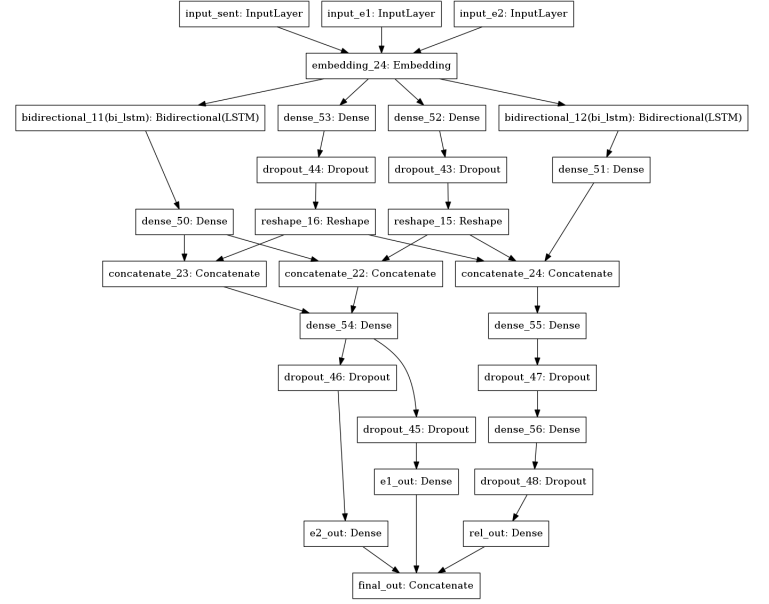 input_sent: InputLayer
input_e1: InputLayer
input_e2: InputLayer
embedding_24: Embedding
bidirectional_11(bi_lstm): Bidirectional(LSTM)
dense_53: Dense
dense_52: Dense
bidirectional_12(bi_lstm): Bidirectional(LSTM)
dropout_44: Dropout
dropout_43: Dropout
dense_51: Dense
dense_50: Dense
reshape_16: Reshape
reshape_15: Reshape
concatenate_23: Concatenate
concatenate_22: Concatenate
concatenate_24: Concatenate
dense_54: Dense
dense_55: Dense
dropout_46: Dropout
dropout_47: Dropout
dropout_45: Dropout
dense_56: Dense
e1_out: Dense
dropout_48: Dropout
e2_out: Dense
rel_out: Dense
final_out: Concatenate